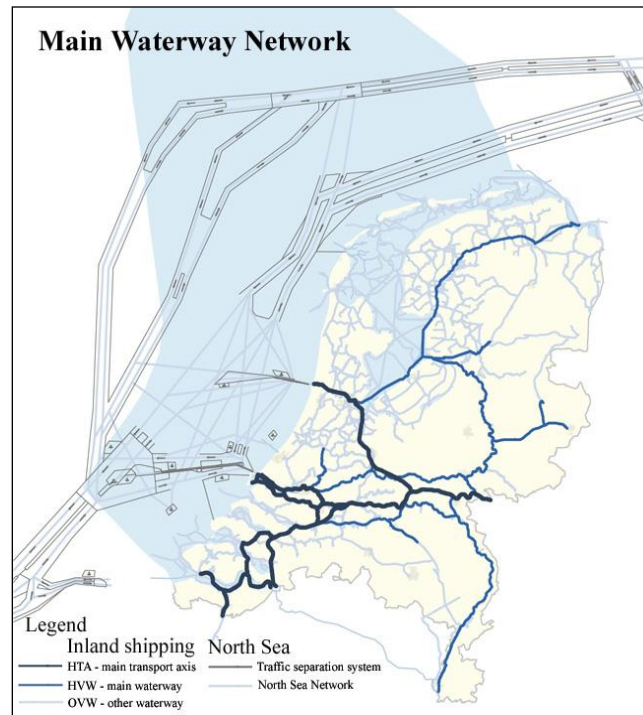 Main Waterway Network
Legend
Inland shipping
HTA - main transport axis
HVW - main waterway
OVW - other waterway
North Sea
Traffic separation system
North Sea Network